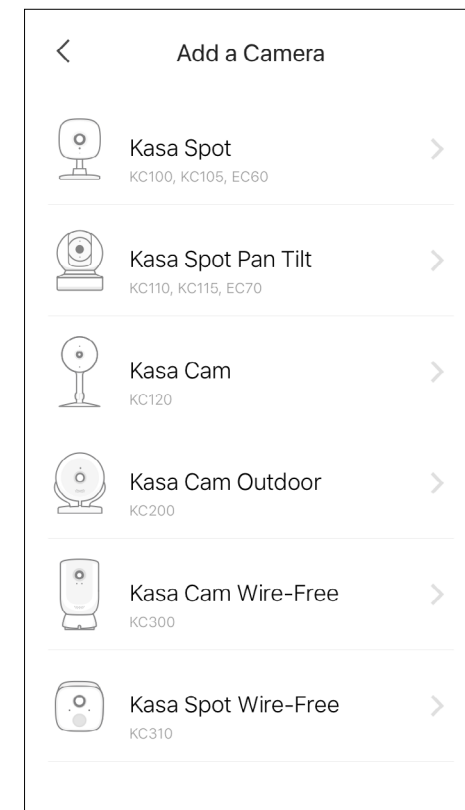 Add a Camera
Kasa Spot
KC100, KC105, EC60
Kasa Spot Pan Tilt
KC110, KC115, EC70
Kasa Cam
KC120
Kasa Cam Outdoor
KC200
Kasa Cam Wire-Free
KC300
Kasa Spot Wire-Free
KC310